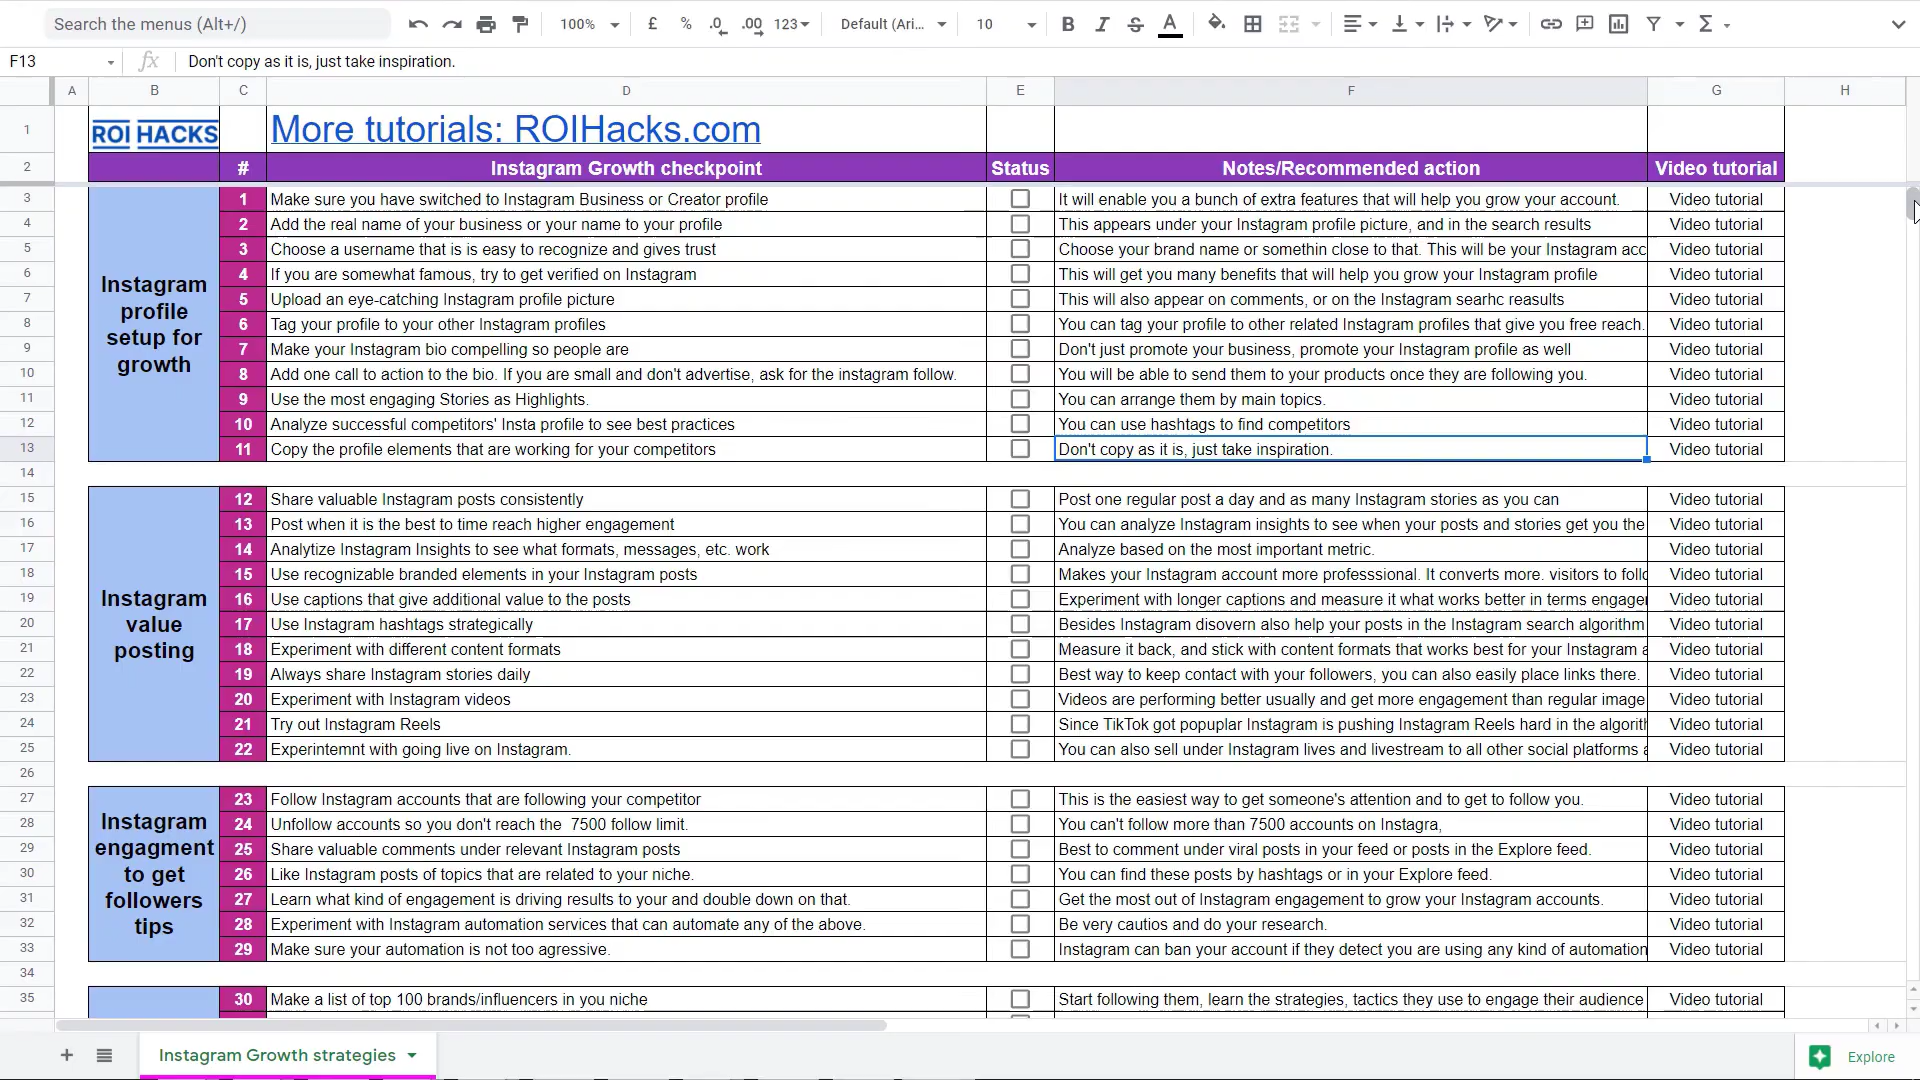 Search the menus (Alt+/)
100% £ % .0 .00 123 Default (Ari... 10 B I S A
F13 fx Don't copy as it is, just take inspiration.
A B C D E F G H
1 ROI HACKS More tutorials: ROIHacks.com
2 # Instagram Growth checkpoint Status Notes/Recommended action Video tutorial
Instagram profile setup for growth
3 1 Make sure you have switched to Instagram Business or Creator profile It will enable you a bunch of extra features that will help you grow your account. Video tutorial
4 2 Add the real name of your business or your name to your profile This appears under your Instagram profile picture, and in the search results Video tutorial
5 3 Choose a username that is is easy to recognize and gives trust Choose your brand name or somethin close to that. This will be your Instagram acc Video tutorial
6 4 If you are somewhat famous, try to get verified on Instagram This will get you many benefits that will help you grow your Instagram profile Video tutorial
7 5 Upload an eye-catching Instagram profile picture This will also appear on comments, or on the Instagram searhc reasults Video tutorial
8 6 Tag your profile to your other Instagram profiles You can tag your profile to other related Instagram profiles that give you free reach. Video tutorial
9 7 Make your Instagram bio compelling so people are Don't just promote your business, promote your Instagram profile as well Video tutorial
10 8 Add one call to action to the bio. If you are small and don't advertise, ask for the instagram follow. You will be able to send them to your products once they are following you. Video tutorial
11 9 Use the most engaging Stories as Highlights. You can arrange them by main topics. Video tutorial
12 10 Analyze successful competitors' Insta profile to see best practices You can use hashtags to find competitors Video tutorial
13 11 Copy the profile elements that are working for your competitors Don't copy as it is, just take inspiration. Video tutorial
14
Instagram value posting
15 12 Share valuable Instagram posts consistently Post one regular post a day and as many Instagram stories as you can Video tutorial
16 13 Post when it is the best to time reach higher engagement You can analyze Instagram insights to see when your posts and stories get you the Video tutorial
17 14 Analytize Instagram Insights to see what formats, messages, etc. work Analyze based on the most important metric. Video tutorial
18 15 Use recognizable branded elements in your Instagram posts Makes your Instagram account more professsional. It converts more. visitors to follo Video tutorial
19 16 Use captions that give additional value to the posts Experiment with longer captions and measure it what works better in terms engager Video tutorial
20 17 Use Instagram hashtags strategically Besides Instagram disovern also help your posts in the Instagram search algorithm Video tutorial
21 18 Experiment with different content formats Measure it back, and stick with content formats that works best for your Instagram a Video tutorial
22 19 Always share Instagram stories daily Best way to keep contact with your followers, you can also easily place links there. Video tutorial
23 20 Experiment with Instagram videos Videos are performing better usually and get more engagement than regular image Video tutorial
24 21 Try out Instagram Reels Since TikTok got popuplar Instagram is pushing Instagram Reels hard in the algorith Video tutorial
25 22 Experintemnt with going live on Instagram. You can also sell under Instagram lives and livestream to all other social platforms a Video tutorial
26
Instagram engagment to get followers tips
27 23 Follow Instagram accounts that are following your competitor This is the easiest way to get someone's attention and to get to follow you. Video tutorial
28 24 Unfollow accounts so you don't reach the 7500 follow limit. You can't follow more than 7500 accounts on Instagra, Video tutorial
29 25 Share valuable comments under relevant Instagram posts Best to comment under viral posts in your feed or posts in the Explore feed. Video tutorial
30 26 Like Instagram posts of topics that are related to your niche. You can find these posts by hashtags or in your Explore feed. Video tutorial
31 27 Learn what kind of engagement is driving results to your and double down on that. Get the most out of Instagram engagement to grow your Instagram accounts. Video tutorial
32 28 Experiment with Instagram automation services that can automate any of the above. Be very cautios and do your research. Video tutorial
33 29 Make sure your automation is not too agressive. Instagram can ban your account if they detect you are using any kind of automation Video tutorial
34
35 30 Make a list of top 100 brands/influencers in you niche Start following them, learn the strategies, tactics they use to engage their audience Video tutorial
Instagram Growth strategies
Explore